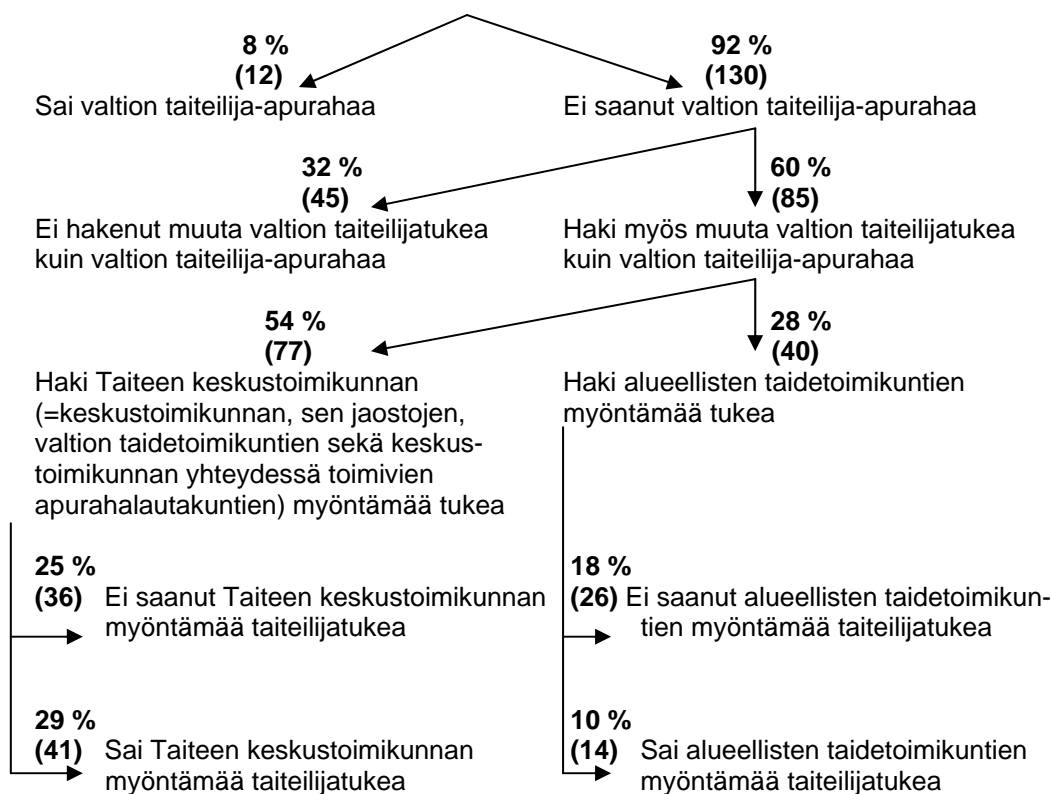 8 %
(12)
Sai valtion taiteilija-apurahaa
92 %
(130)
Ei saanut valtion taiteilija-apurahaa
32 %
(45)
Ei hakenut muuta valtion taiteilijatukea
kuin valtion taiteilija-apurahaa
60 %
(85)
Haki myös muuta valtion taiteilijatukea
kuin valtion taiteilija-apurahaa
54 %
(77)
Haki Taiteen keskustoimikunnan
(=keskustoimikunnan, sen jaostojen,
valtion taidetoimikuntien sekä keskus-
toimikunnan yhteydessä toimivien
apurahalautakuntien) myöntämää tukea
28 %
(40)
Haki alueellisten taidetoimikuntien
myöntämää tukea
25 %
(36) Ei saanut Taiteen keskustoimikunnan
myöntämää taiteilijatukea
18 %
(26) Ei saanut alueellisten taidetoimikun-
tien myöntämää taiteilijatukea
29 %
(41) Sai Taiteen keskustoimikunnan
myöntämää taiteilijatukea
10 %
(14) Sai alueellisten taidetoimikuntien
myöntämää taiteilijatukea